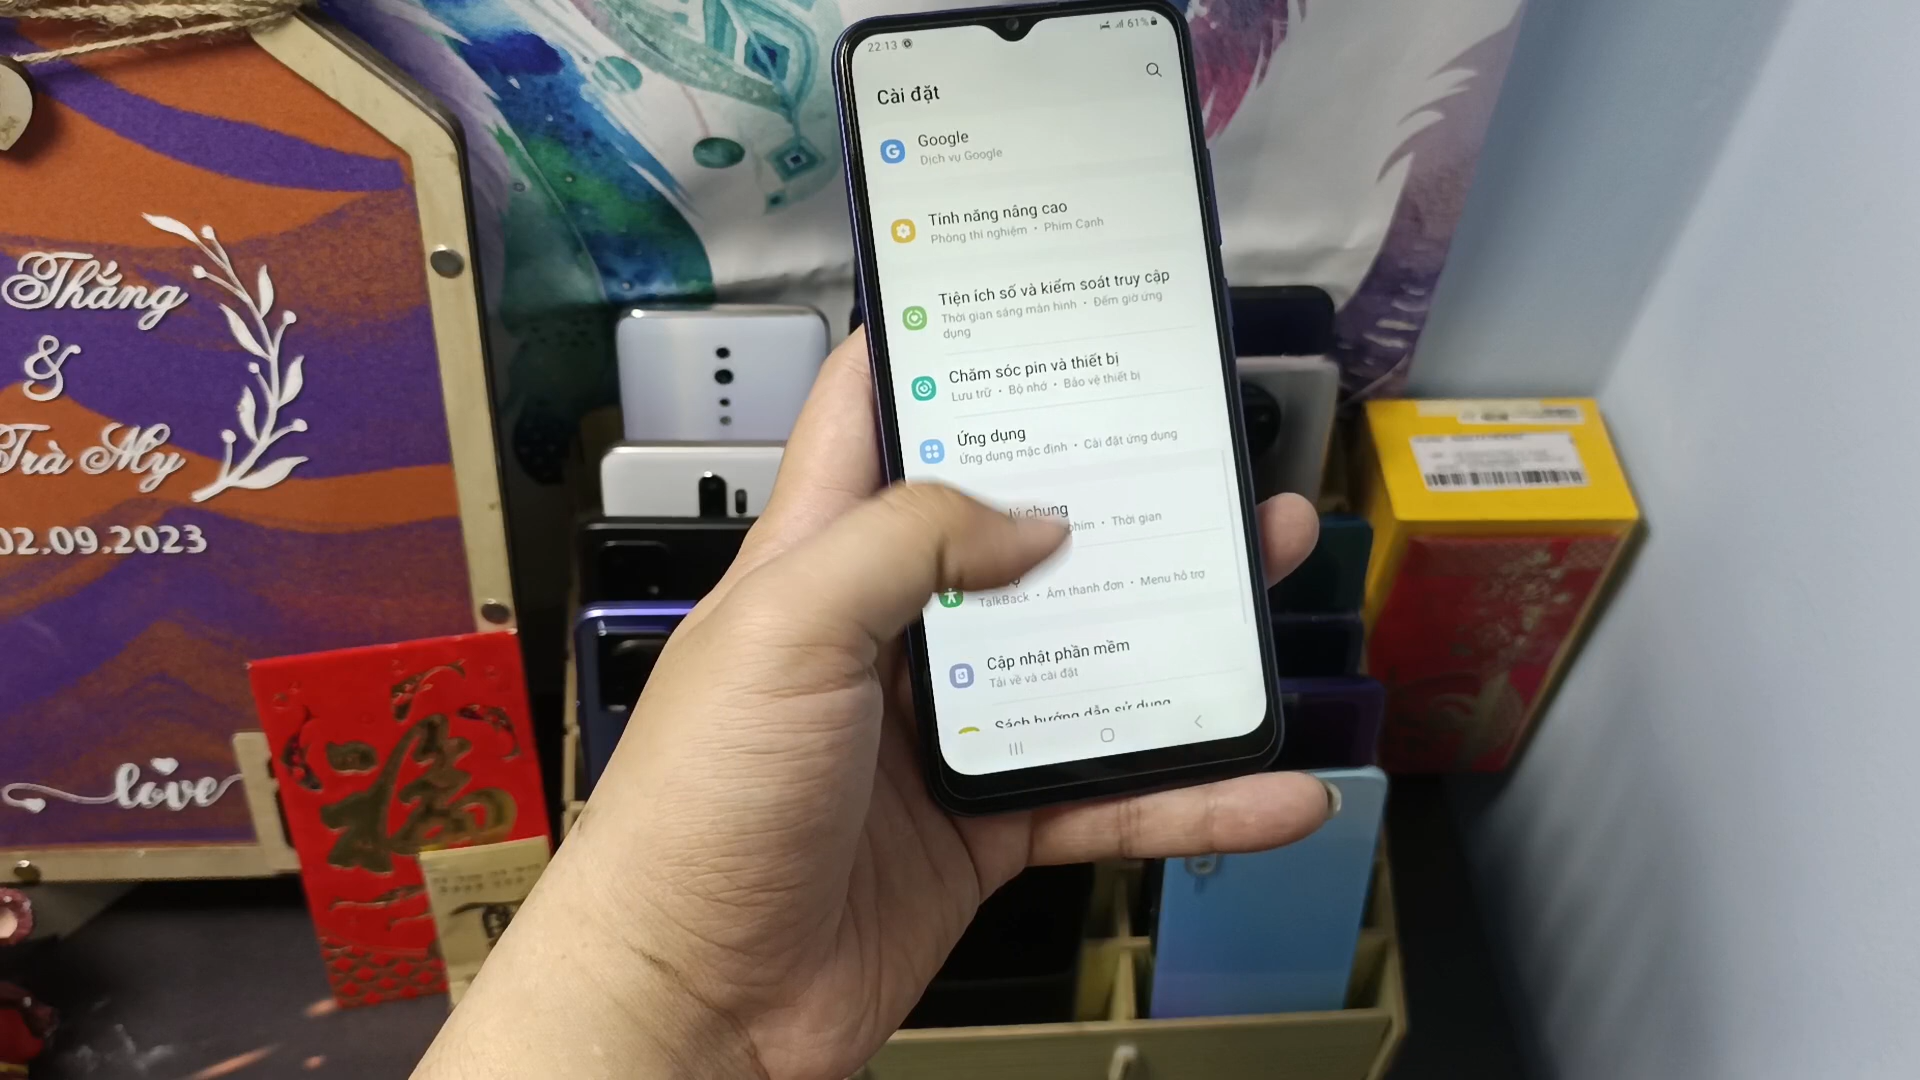 Thắng
&
Trà My
02.09.2023
love
福
22:13
61%
Cài đặt
Google
Dịch vụ Google
Tính năng nâng cao
Phòng thí nghiệm • Phím Cạnh
Tiện ích số và kiểm soát truy cập
Thời gian sáng màn hình • Đếm giờ ứng
dụng
Chăm sóc pin và thiết bị
Lưu trữ • Bộ nhớ • Bảo vệ thiết bị
Ứng dụng
Ứng dụng mặc định • Cài đặt ứng dụng
lý chung
phím • Thời gian
TalkBack • Âm thanh đơn • Menu hỗ trợ
Cập nhật phần mềm
Tải về và cài đặt
Sách hướng dẫn sử dụng